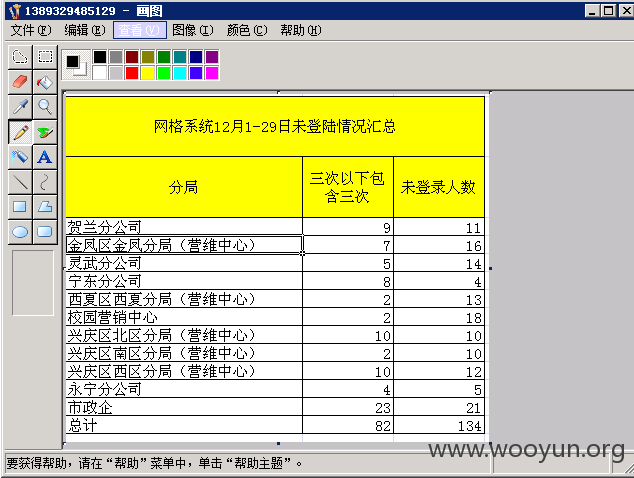 1389329485129 - 画图
文件(F) 编辑(E) 查看(V) 图像(I) 颜色(C) 帮助(H)
网格系统12月1-29日未登陆情况汇总
分局 三次以下包含三次 未登录人数
贺兰分公司 9 11
金凤区金凤分局（营维中心） 7 16
灵武分公司 5 14
宁东分公司 8 4
西夏区西夏分局（营维中心） 2 13
校园营销中心 2 18
兴庆区北区分局（营维中心） 10 10
兴庆区南区分局（营维中心） 2 10
兴庆区西区分局（营维中心） 10 12
永宁分公司 4 5
市政企 23 21
总计 82 134
www.wooyun.org
要获得帮助，请在“帮助”菜单中，单击“帮助主题”。